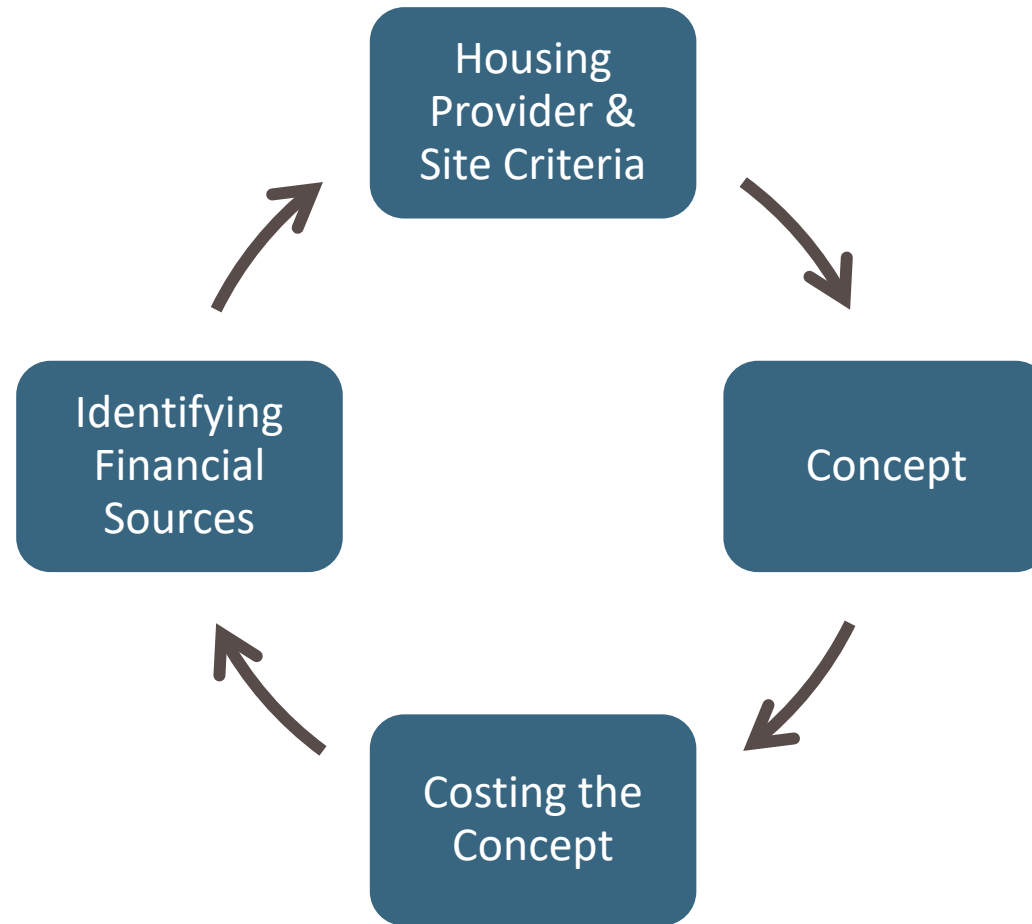 Housing
Provider &
Site Criteria
Concept
Costing the
Concept
Identifying
Financial
Sources